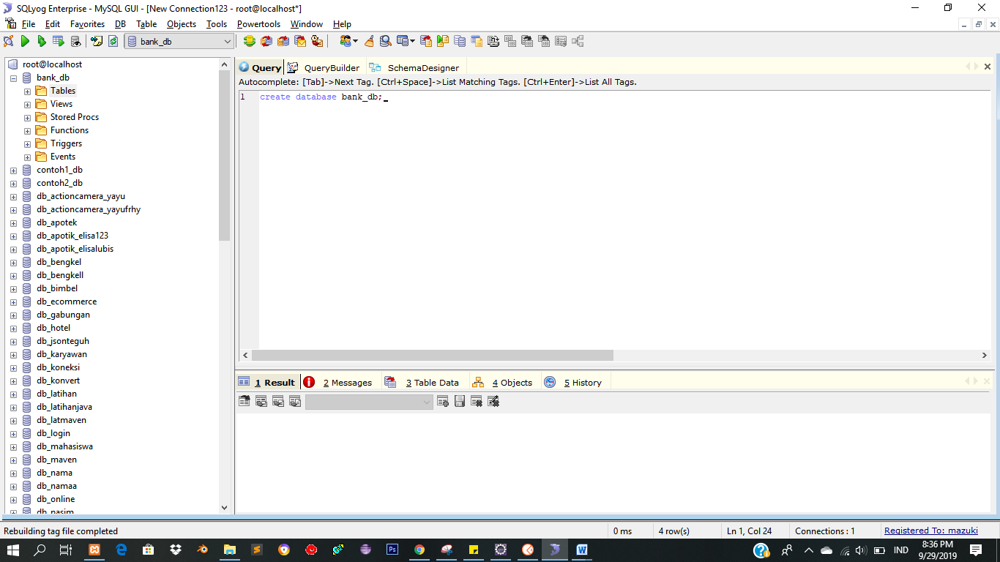 SQLyog Enterprise - MySQL GUI - [New Connection123 - root@localhost*]
File Edit Favorites DB Table Objects Tools Powertools Window Help
bank_db
root@localhost
bank_db
Tables
Views
Stored Procs
Functions
Triggers
Events
contoh1_db
contoh2_db
db_actioncamera_yayu
db_actioncamera_yayufrhy
db_apotek
db_apotik_elisa123
db_apotik_elisalubis
db_bengkel
db_bengkell
db_bimbel
db_ecommerce
db_gabungan
db_hotel
db_jsonteguh
db_karyawan
db_koneksi
db_konvert
db_latihan
db_latihanjava
db_latmaven
db_login
db_mahasiswa
db_maven
db_nama
db_namaa
db_online
db_nasim
Query QueryBuilder SchemaDesigner
Autocomplete: [Tab]->Next Tag. [Ctrl+Space]->List Matching Tags. [Ctrl+Enter]->List All Tags.
1 create database bank_db;
1 Result 2 Messages 3 Table Data 4 Objects 5 History
Rebuilding tag file completed 0 ms 4 row(s) Ln 1, Col 24 Connections : 1 Registered To: mazuki
Ps
W
IND
8:36 PM
9/29/2019